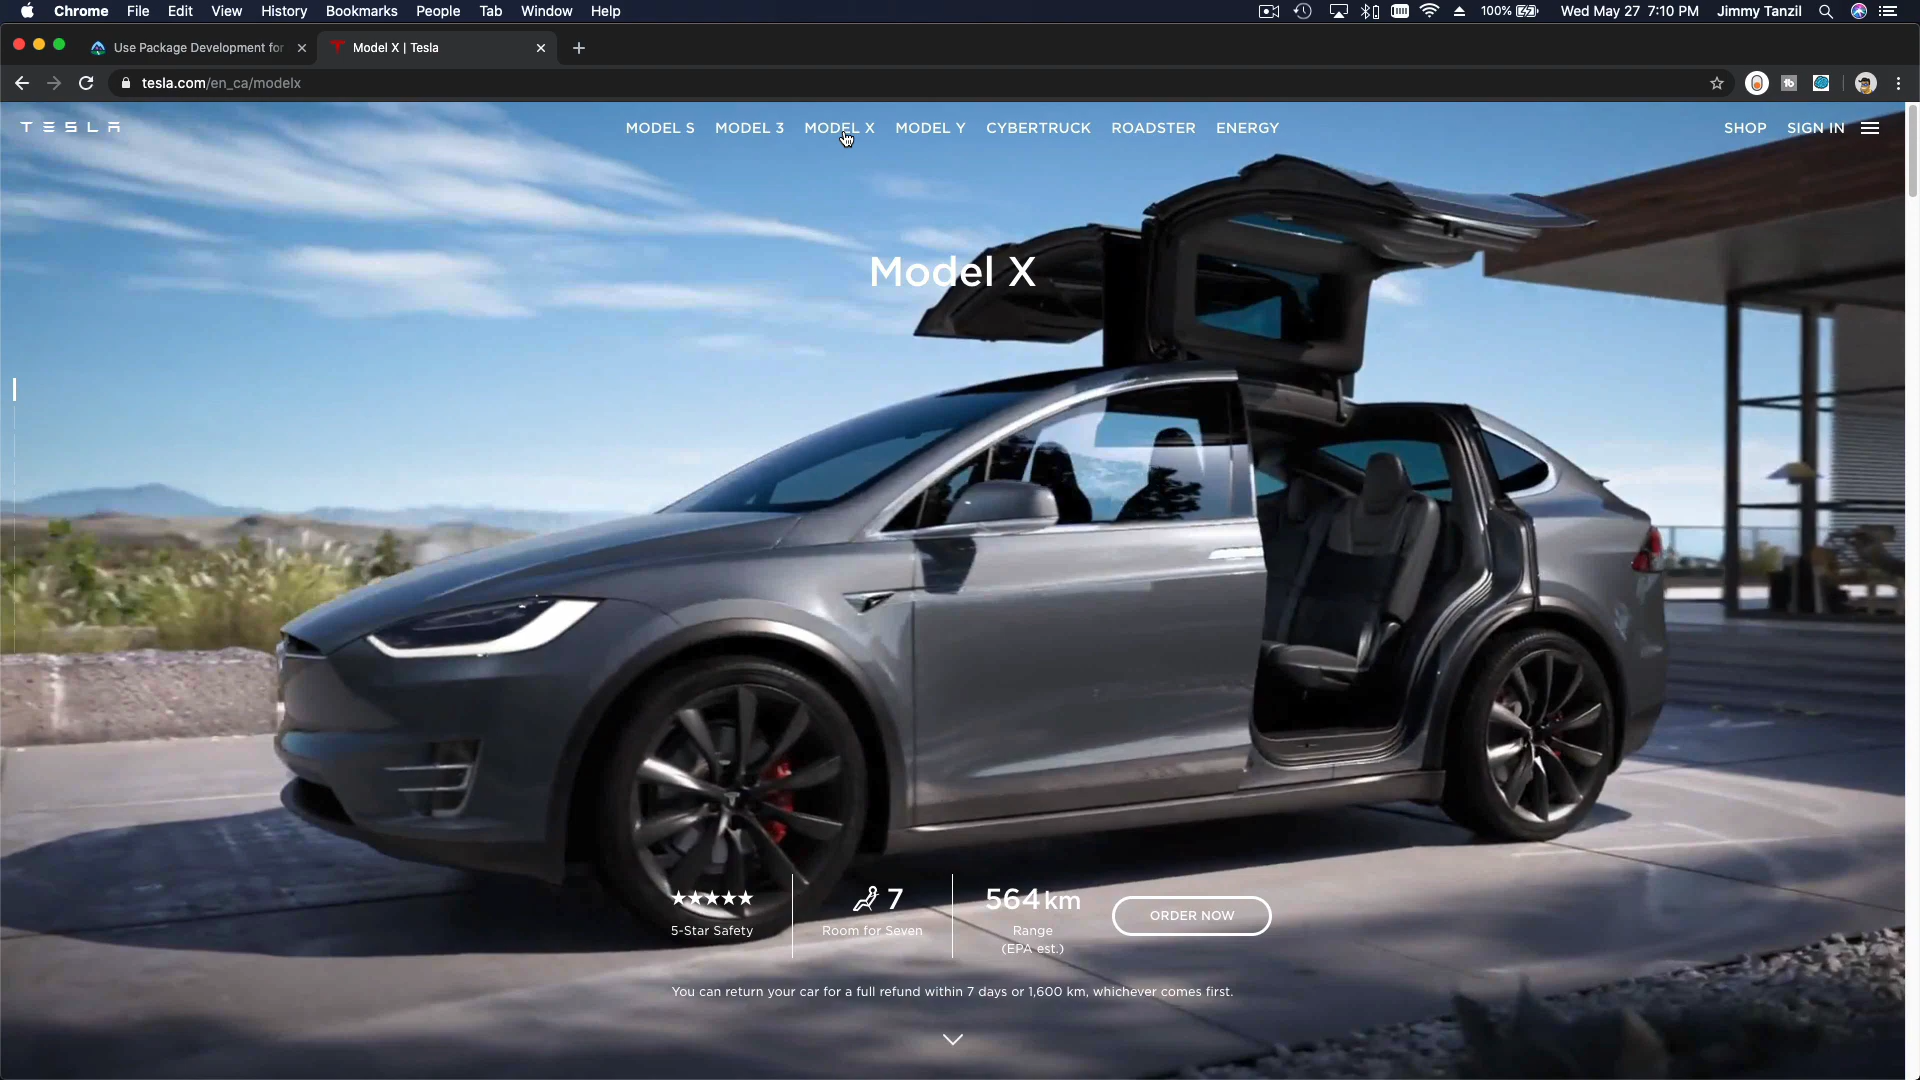 Chrome File Edit View History Bookmarks People Tab Window Help 100% Wed May 27 7:10 PM Jimmy Tanzil
Use Package Development for Model X | Tesla
tesla.com/en_ca/modelx
TESLA MODEL S MODEL 3 MODEL X MODEL Y CYBERTRUCK ROADSTER ENERGY SHOP SIGN IN
Model X
7 564 km
5-Star Safety Room for Seven Range ORDER NOW
(EPA est.)
You can return your car for a full refund within 7 days or 1,600 km, whichever comes first.